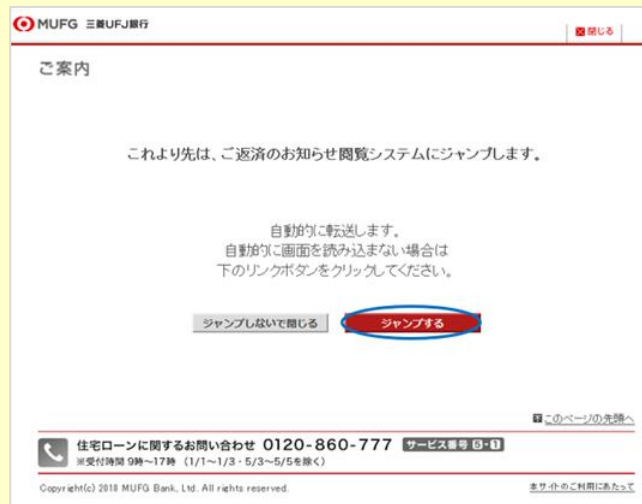 MUFG 三菱UFJ銀行
閉じる
ご案内
これより先は、ご返済のお知らせ閲覧システムにジャンプします。
自動的に転送します。
自動的に画面を読み込まない場合は
下のリンクボタンをクリックしてください。
ジャンプしないで閉じる ジャンプする
このページの先頭へ
住宅ローンに関するお問い合わせ 0120-860-777 サービス番号 5・1
※受付時間 9時~17時 (1/1~1/3・5/3~5/5を除く)
Copyright(c) 2018 MUFG Bank, Ltd. All rights reserved. 本サイトのご利用にあたって